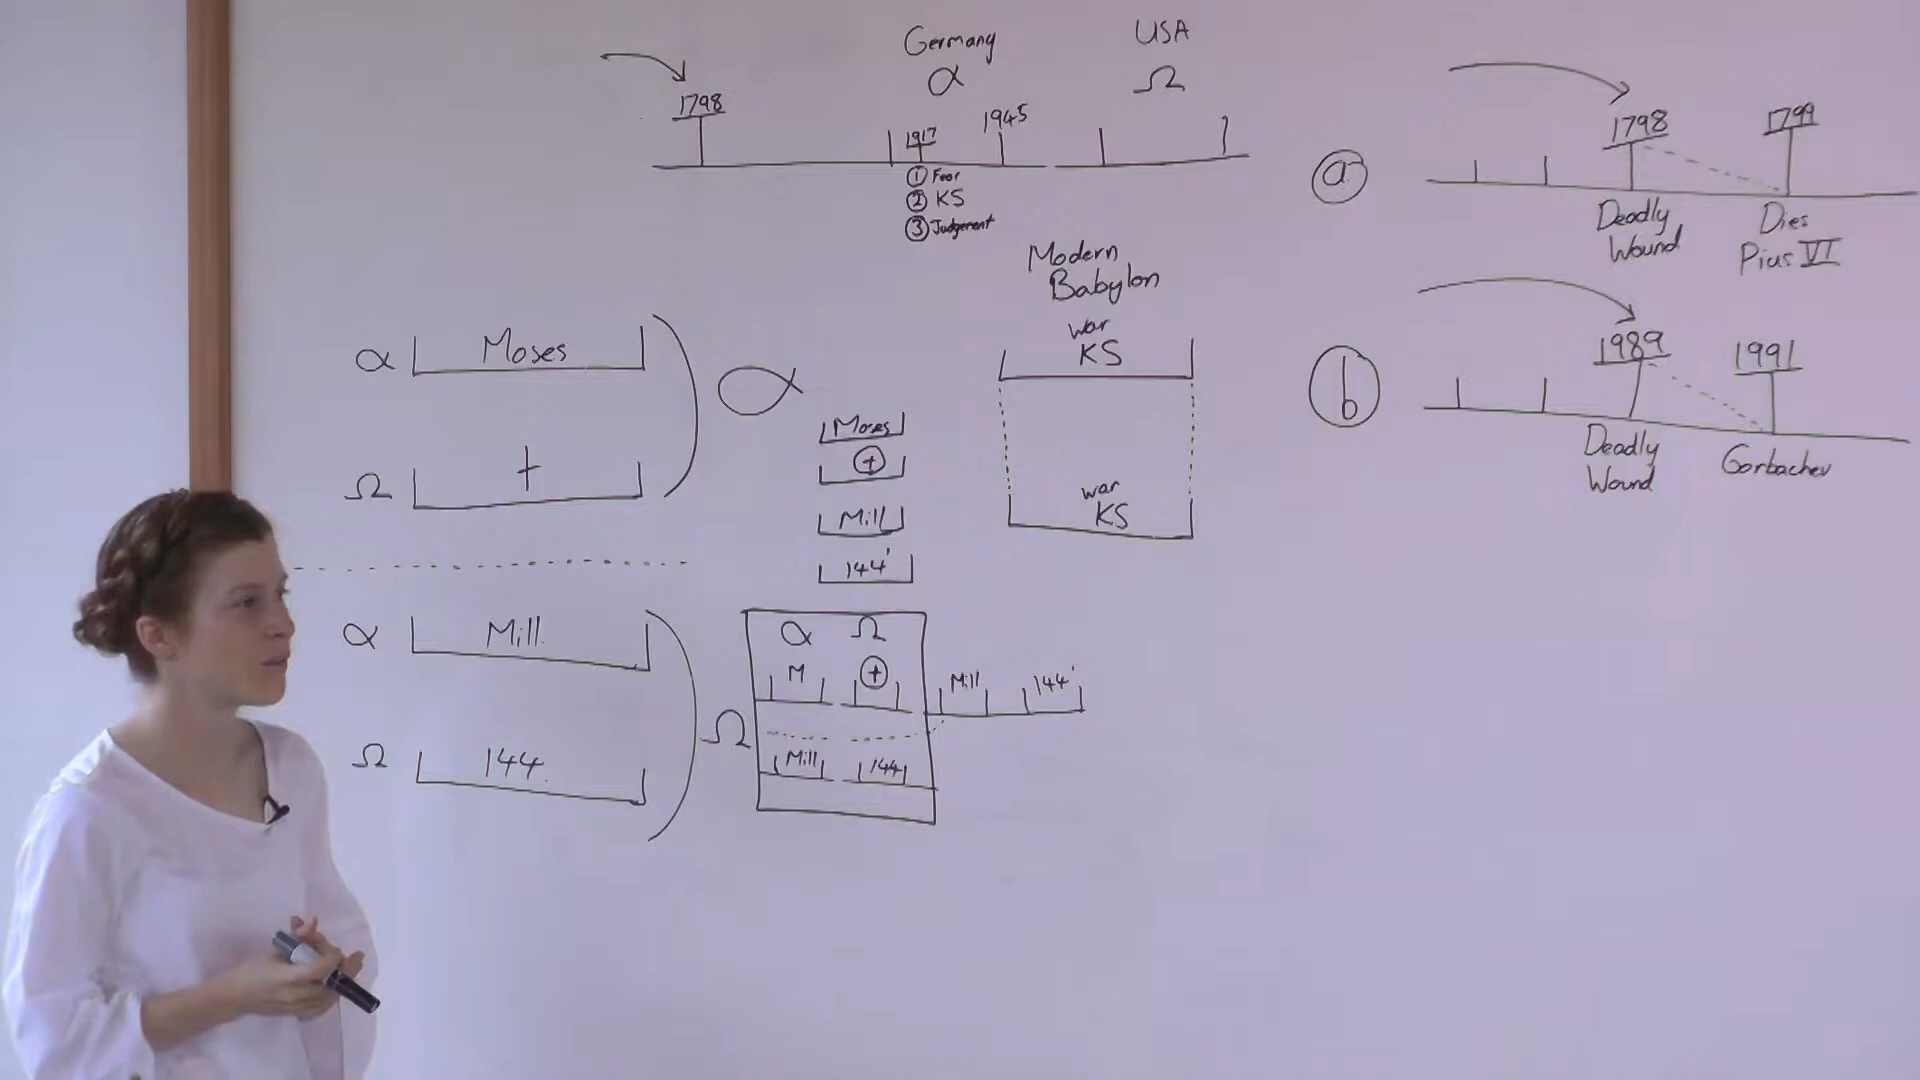 Germany
α
USA
Ω
1798
1917
1945
① Fear
② KS
③ Judgement
ⓐ
1798
1799
Deadly
Wound
Dies
Pius VI
ⓑ
1989
1991
Deadly
Wound
Gorbachev
Modern
Babylon
war
KS
war
KS
α Moses
Ω +
α
Moses
⊕
Mill
144'
α Mill.
Ω 144.
Ω
α Ω
M ⊕ Mill 144'
Mill 144